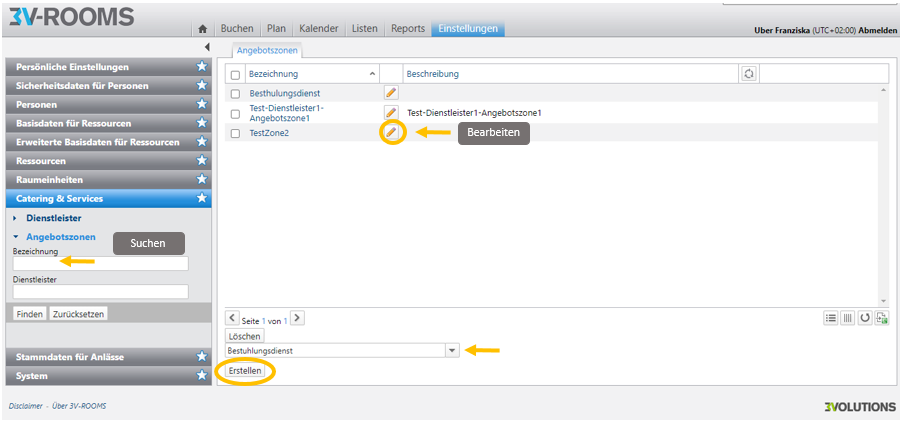 3V-ROOMS
Buchen Plan Kalender Listen Reports Einstellungen
Uber Franziska (UTC+02:00) Abmelden
Persönliche Einstellungen
Sicherheitsdaten für Personen
Personen
Basisdaten für Ressourcen
Erweiterte Basisdaten für Ressourcen
Ressourcen
Raumeinheiten
Catering & Services
Dienstleister
Angebotszonen
Suchen
Bezeichnung
Dienstleister
Finden Zurücksetzen
Stammdaten für Anlässe
System
Angebotszonen
Bezeichnung Beschreibung
Besthulungsdienst
Test-Dienstleister1-
Angebotszone1 Test-Dienstleister1-Angebotszone1
TestZone2
Bearbeiten
Seite 1 von 1
Löschen
Bestuhlungsdienst
Erstellen
Disclaimer - Über 3V-ROOMS
3VOLUTIONS